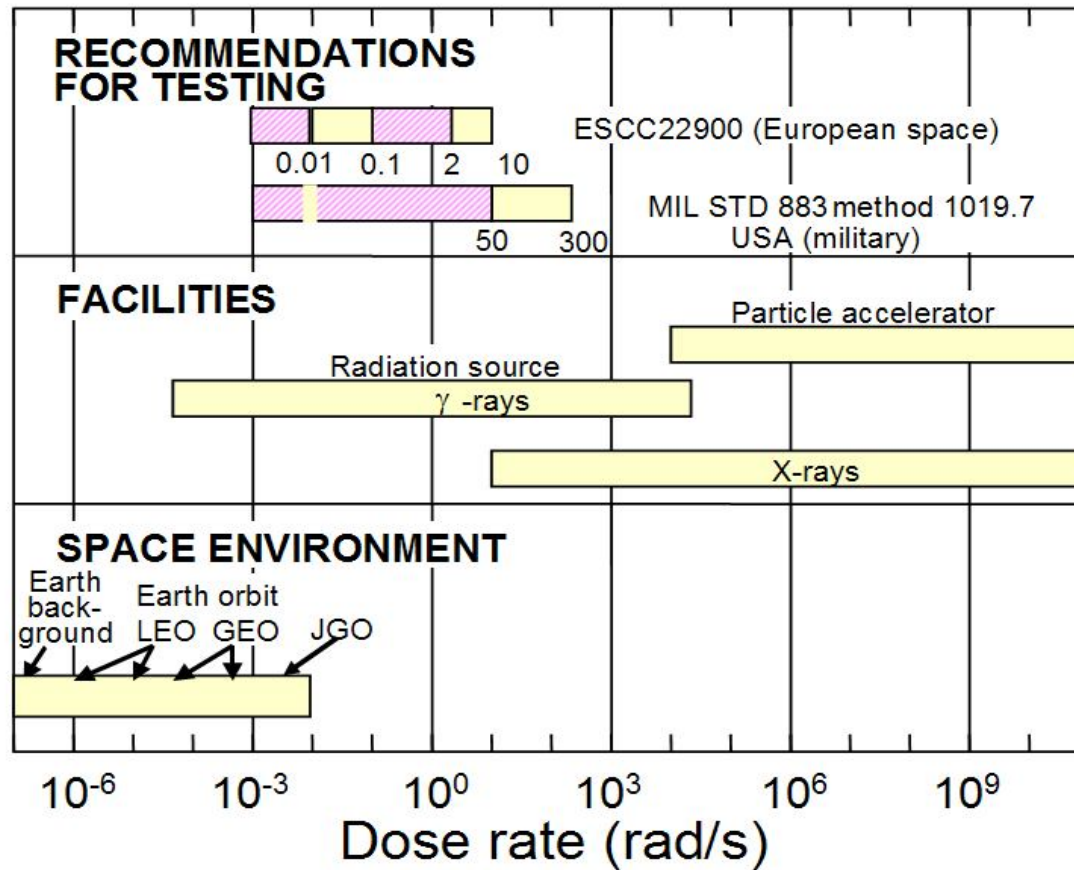 RECOMMENDATIONS
FOR TESTING
ESCC22900 (European space)
0.01 0.1 2 10
MIL STD 883 method 1019.7
USA (military)
50 300
FACILITIES
Particle accelerator
Radiation source
γ -rays
X-rays
SPACE ENVIRONMENT
Earth
back-
ground
Earth orbit
LEO GEO JGO
10⁻⁶ 10⁻³ 10⁰ 10³ 10⁶ 10⁹
Dose rate (rad/s)